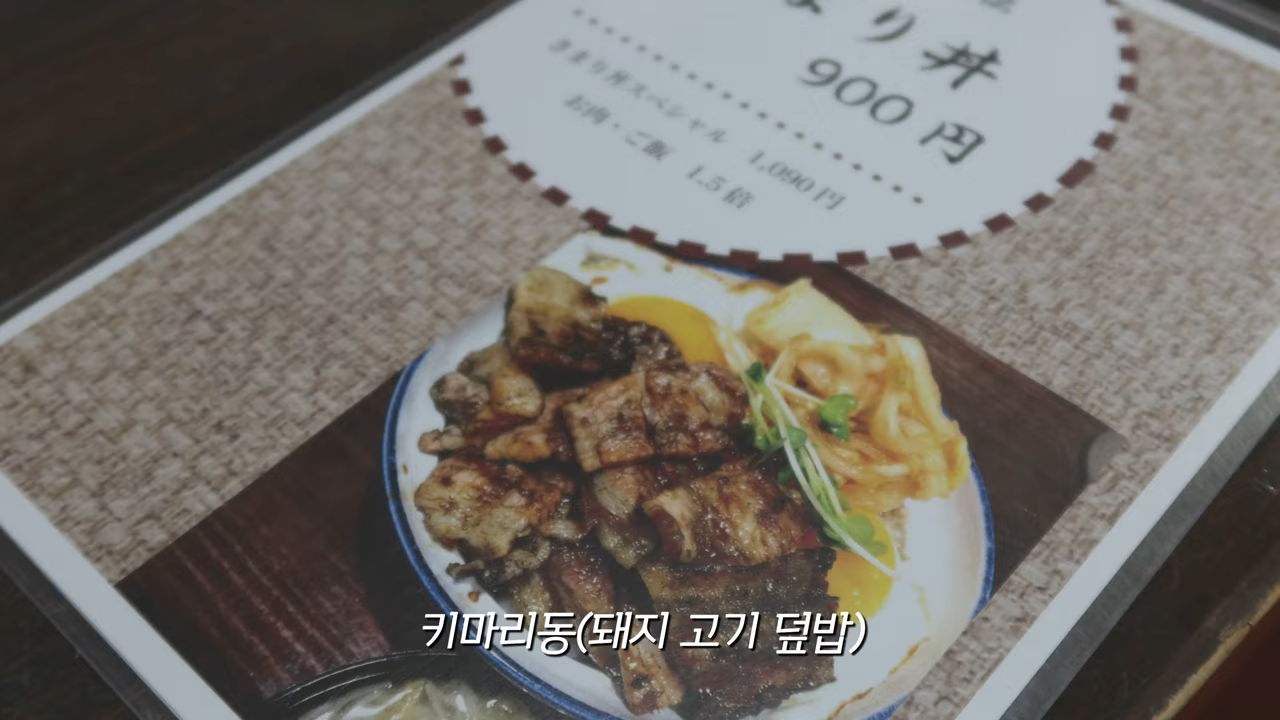 まり丼
900円
きまり丼スペシャル 1,090円
お肉・ご飯 1.5倍
키마리동(돼지 고기 덮밥)